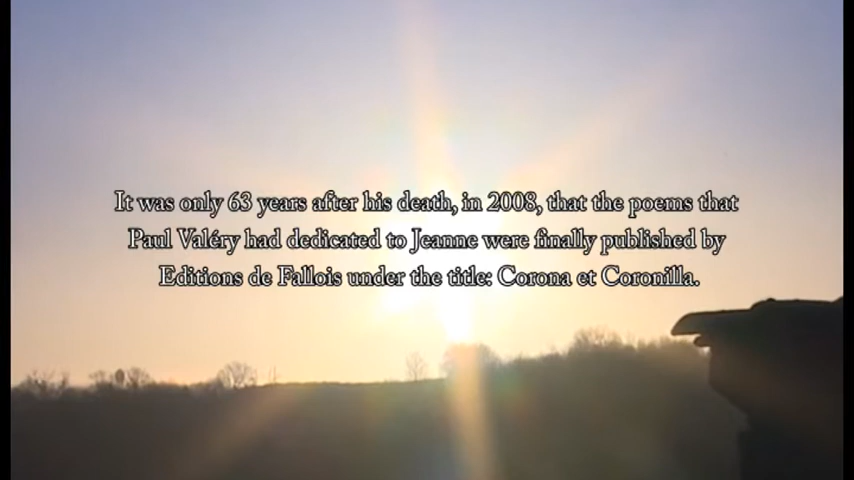 It was only 63 years after his death, in 2008, that the poems that
Paul Valéry had dedicated to Jeanne were finally published by
Editions de Fallois under the title: Corona et Coronilla.